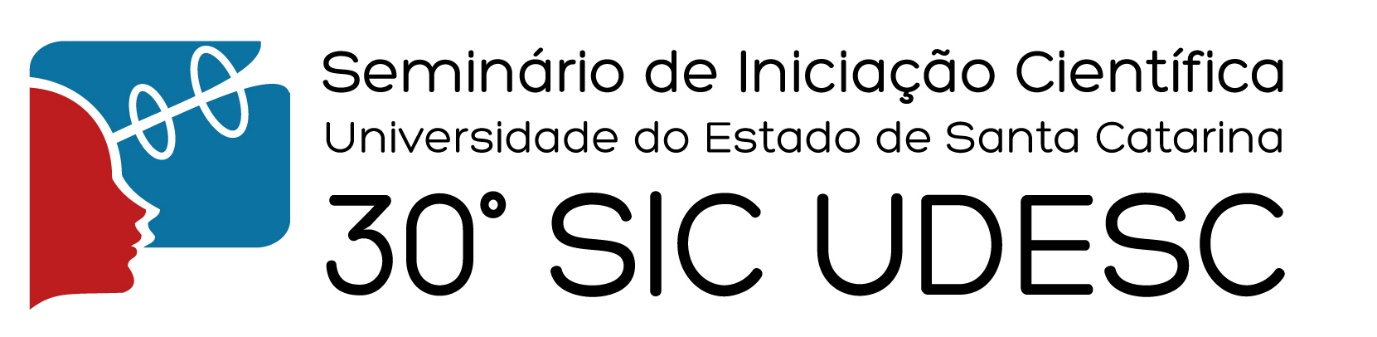 Seminário de Iniciação Científica
Universidade do Estado de Santa Catarina
30° SIC UDESC